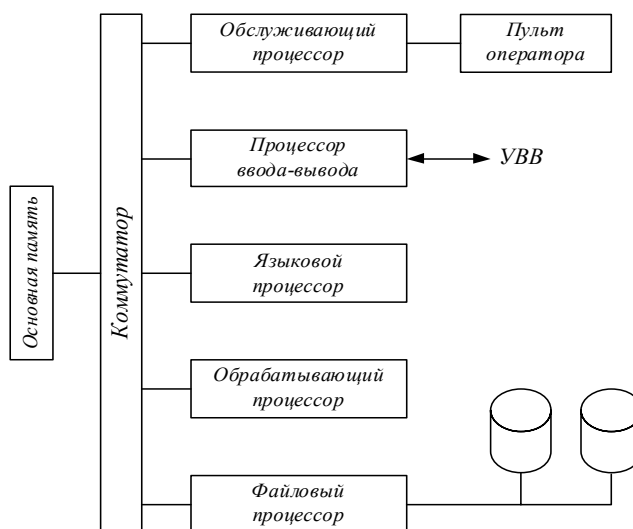 Обслуживающий
процессор
Пульт
оператора
Процессор
ввода-вывода
УВВ
Основная память
Коммутатор
Языковой
процессор
Обрабатывающий
процессор
Файловый
процессор